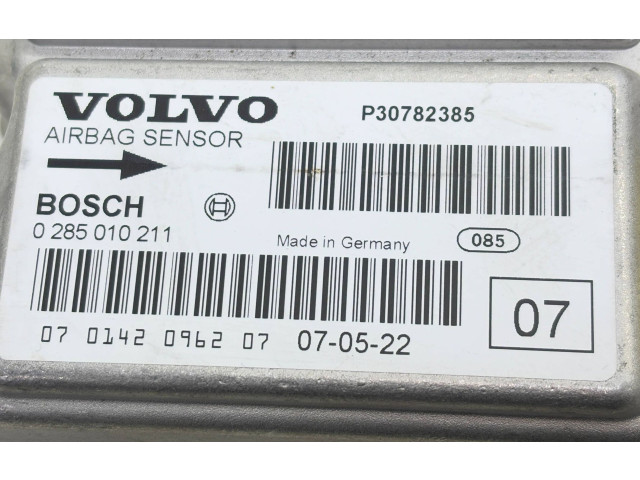 VOLVO
P30782385
AIRBAG SENSOR
BOSCH
0 285 010 211
Made in Germany
085
07
07 0142 0962 07 07-05-22